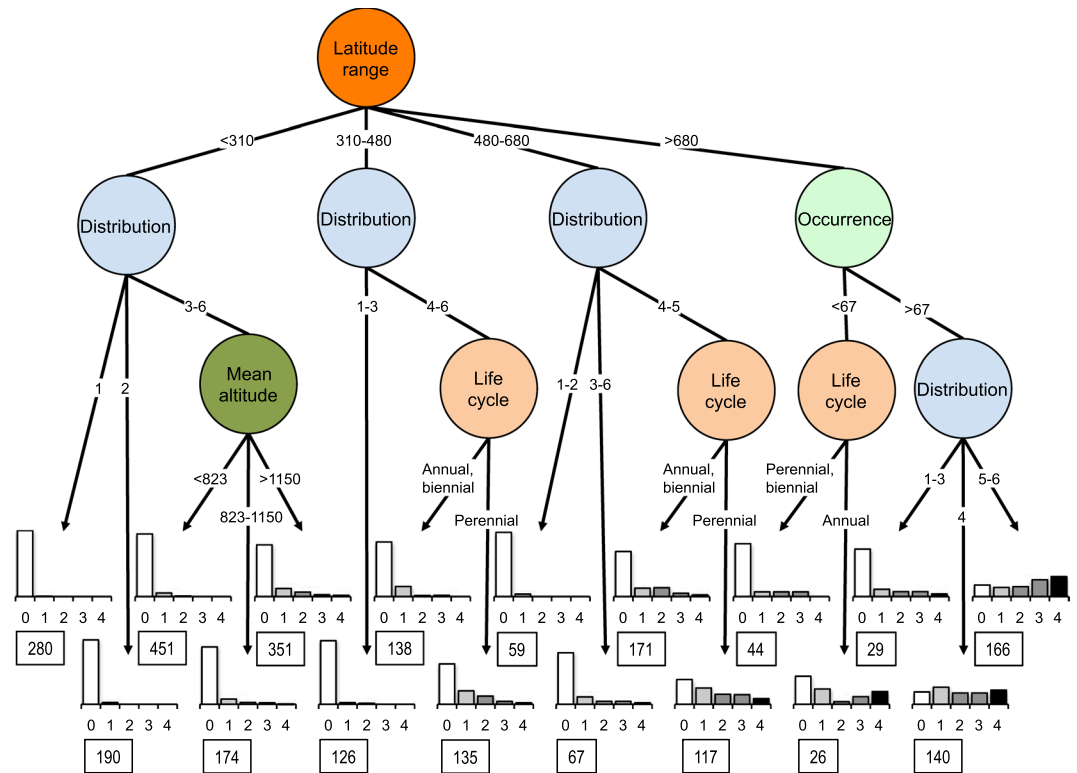 Latitude
range
<310
310-480
480-680
>680
Distribution
Distribution
Distribution
Occurrence
3-6
1-3
4-6
4-5
<67
>67
1
2
Mean
altitude
Life
cycle
1-2
3-6
Life
cycle
Life
cycle
Distribution
<823
>1150
823-1150
Annual,
biennial
Perennial
Annual,
biennial
Perennial
Perennial,
biennial
Annual
1-3
4
5-6
0 1 2 3 4
0 1 2 3 4
0 1 2 3 4
0 1 2 3 4
0 1 2 3 4
0 1 2 3 4
0 1 2 3 4
0 1 2 3 4
0 1 2 3 4
280
451
351
138
59
171
44
29
166
0 1 2 3 4
0 1 2 3 4
0 1 2 3 4
0 1 2 3 4
0 1 2 3 4
0 1 2 3 4
0 1 2 3 4
0 1 2 3 4
190
174
126
135
67
117
26
140